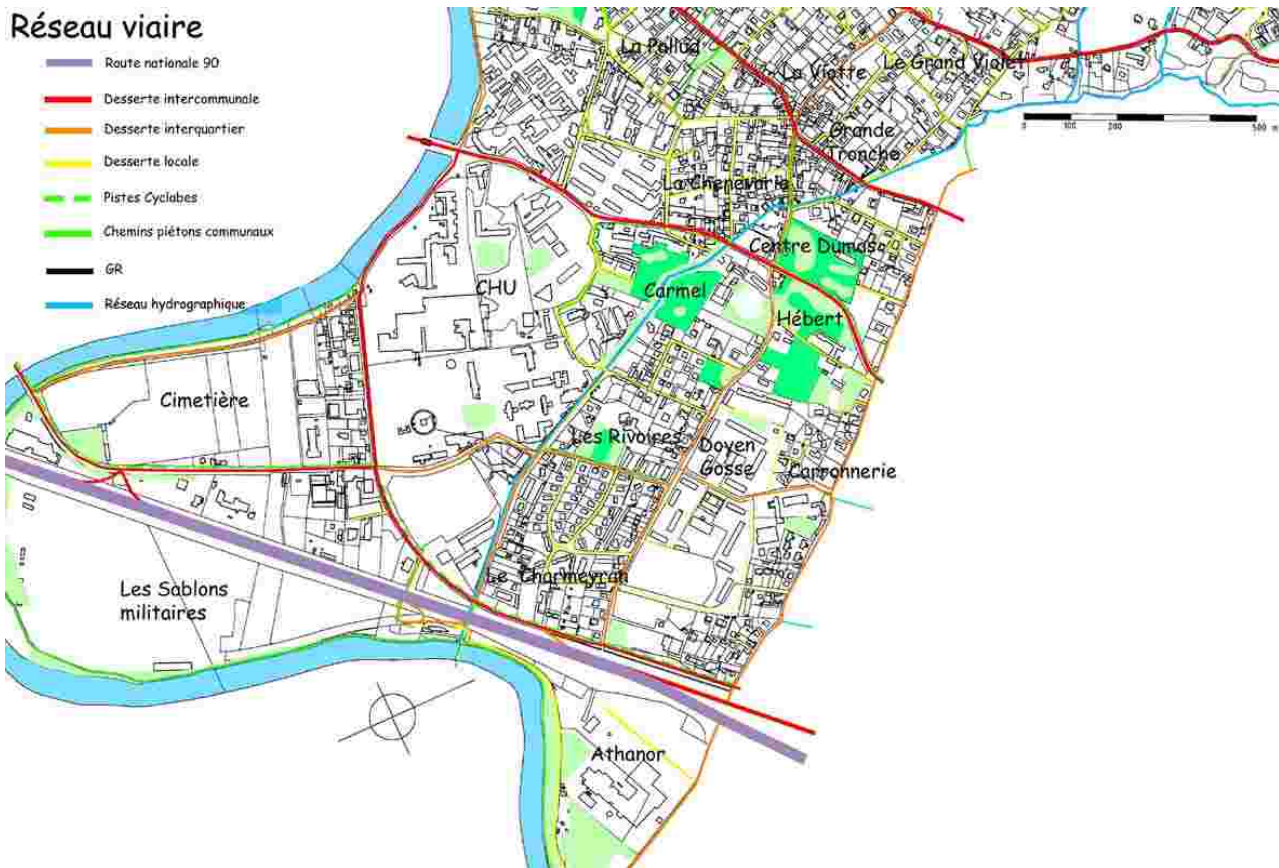 Réseau viaire
Route nationale 90
Desserte intercommunale
Desserte interquartier
Desserte locale
Pistes Cyclabes
Chemins piétons communaux
GR
Réseau hydrographique
La Pallud
La Viotte
Le Grand Violet
0 100 200 500 m
Grande
Tronche
La Chenevarie
Centre Dumas
CHU
Carmel
Hébert
Cimetière
Les Rivoires
Doyen
Gosse
Carronnerie
Le Charmeyran
Les Sablons
militaires
Athanor